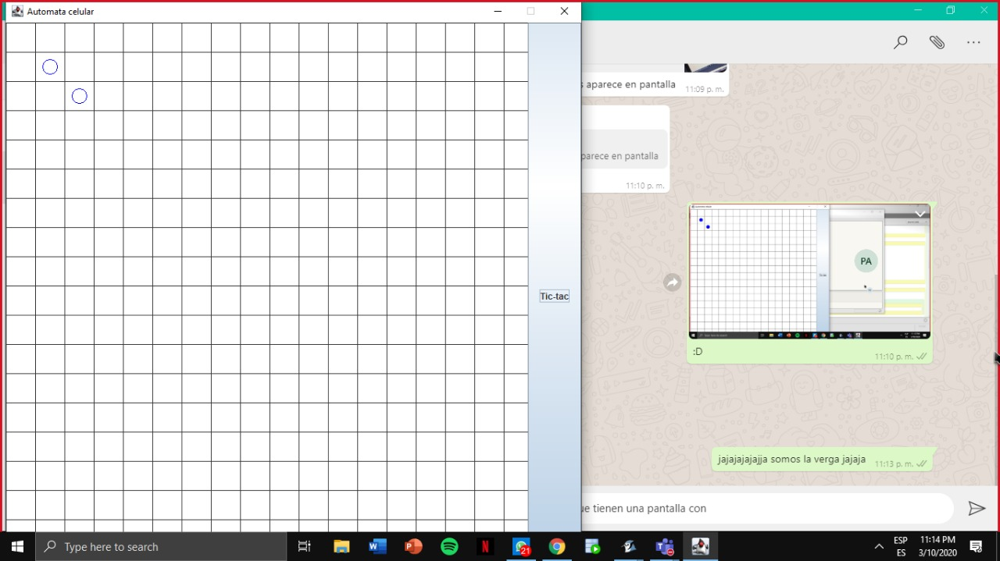 Automata celular
Tic-tac
s aparece en pantalla
11:09 p. m.
parece en pantalla
11:10 p. m.
PA
:D
11:10 p. m.
jajajajajajja somos la verga jajaja
11:13 p. m.
ue tienen una pantalla con
Type here to search
21
ESP
ES
11:14 PM
3/10/2020